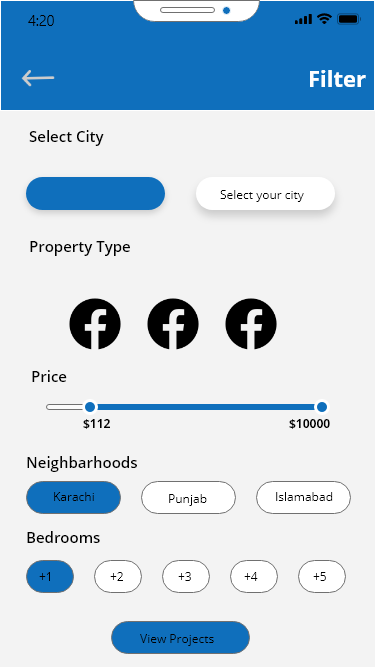 4:20
Filter
Select City
Select your city
Property Type
Price
$112 $10000
Neighbarhoods
Karachi Punjab Islamabad
Bedrooms
+1 +2 +3 +4 +5
View Projects